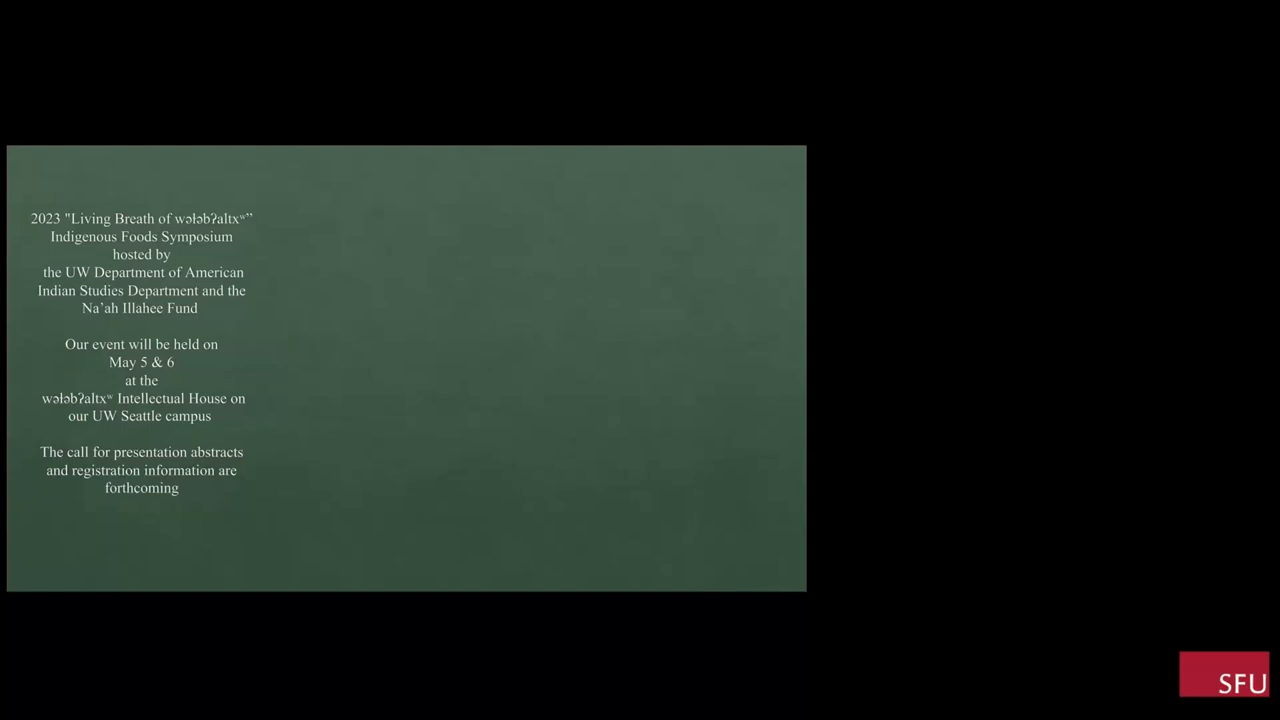 2023 "Living Breath of wəɫəbʔaltxʷ”
Indigenous Foods Symposium
hosted by
the UW Department of American
Indian Studies Department and the
Na’ah Illahee Fund
Our event will be held on
May 5 & 6
at the
wəɫəbʔaltxʷ Intellectual House on
our UW Seattle campus
The call for presentation abstracts
and registration information are
forthcoming
SFU